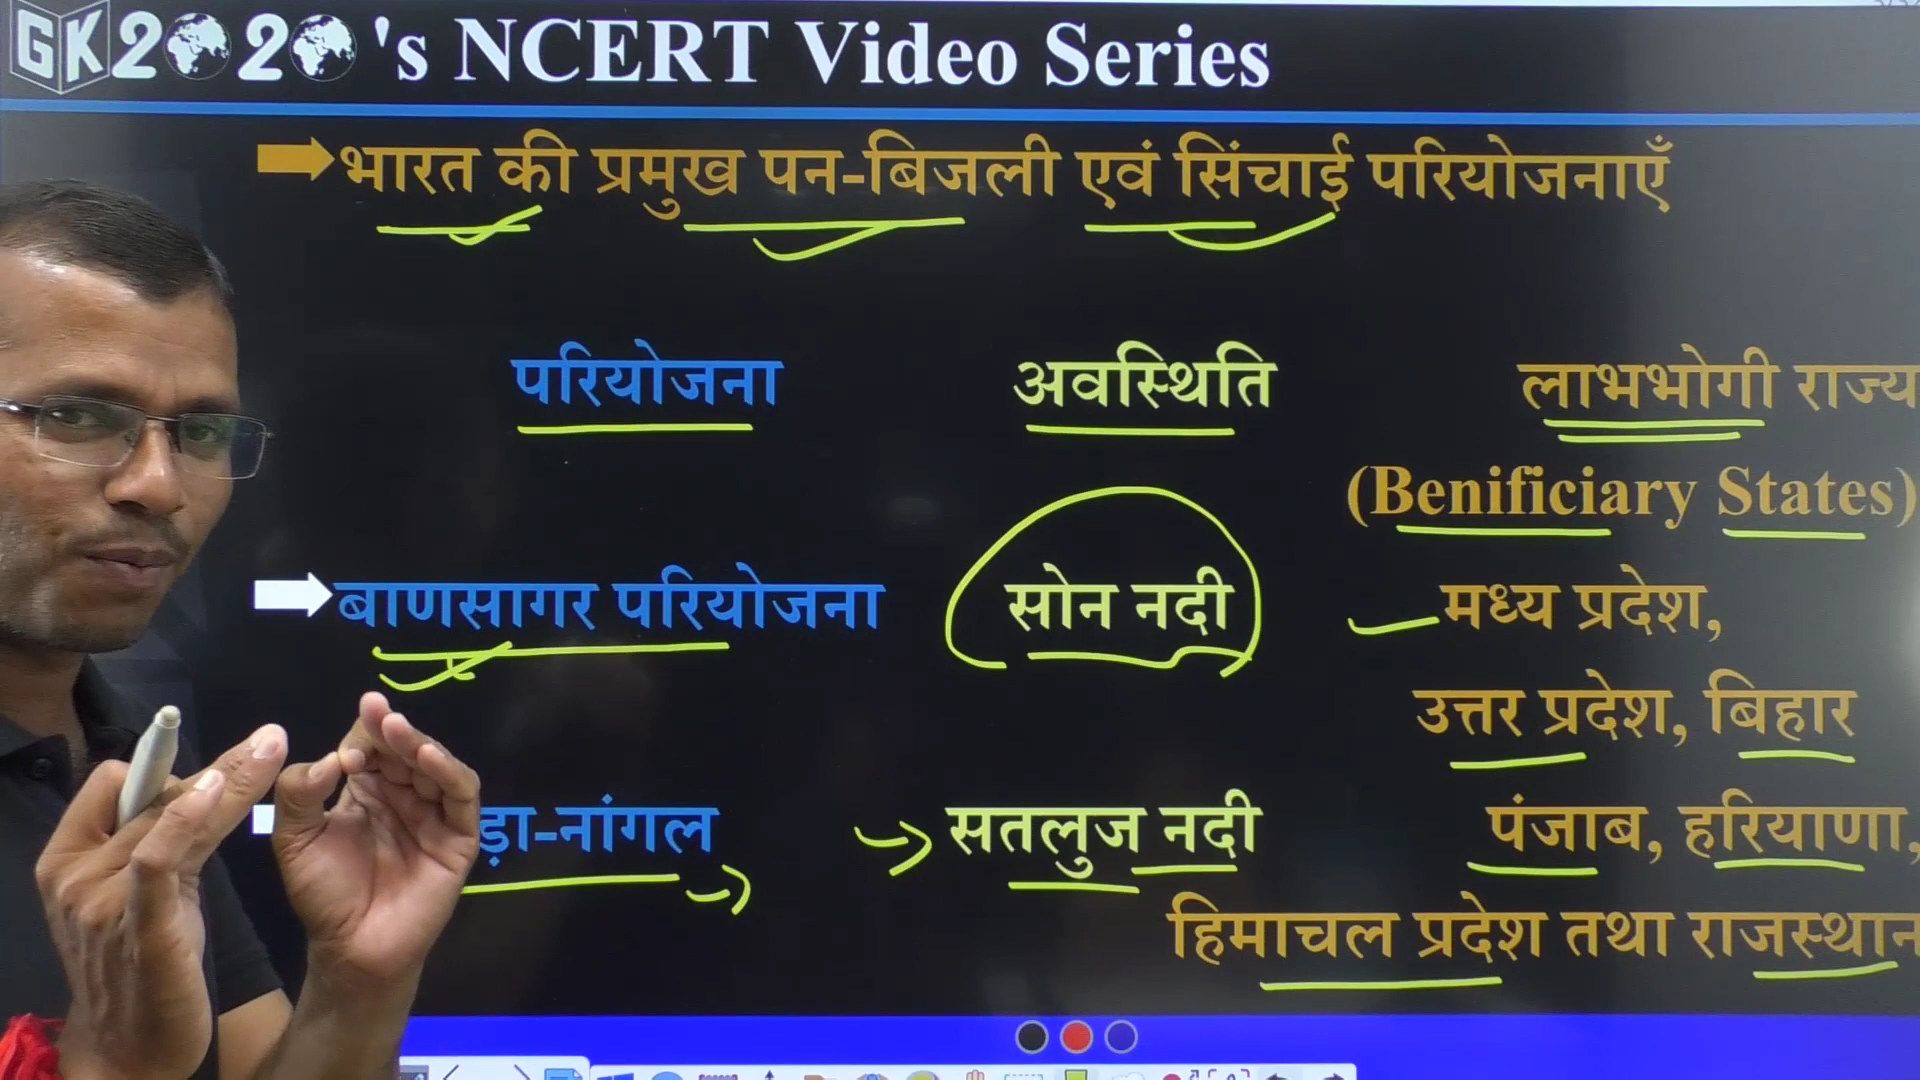 GK2020's NCERT Video Series
भारत की प्रमुख पन-बिजली एवं सिंचाई परियोजनाएँ
परियोजना अवस्थिति लाभभोगी राज्य
(Benificiary States)
बाणसागर परियोजना सोन नदी मध्य प्रदेश,
उत्तर प्रदेश, बिहार
ड़ा-नांगल सतलुज नदी पंजाब, हरियाणा,
हिमाचल प्रदेश तथा राजस्थान